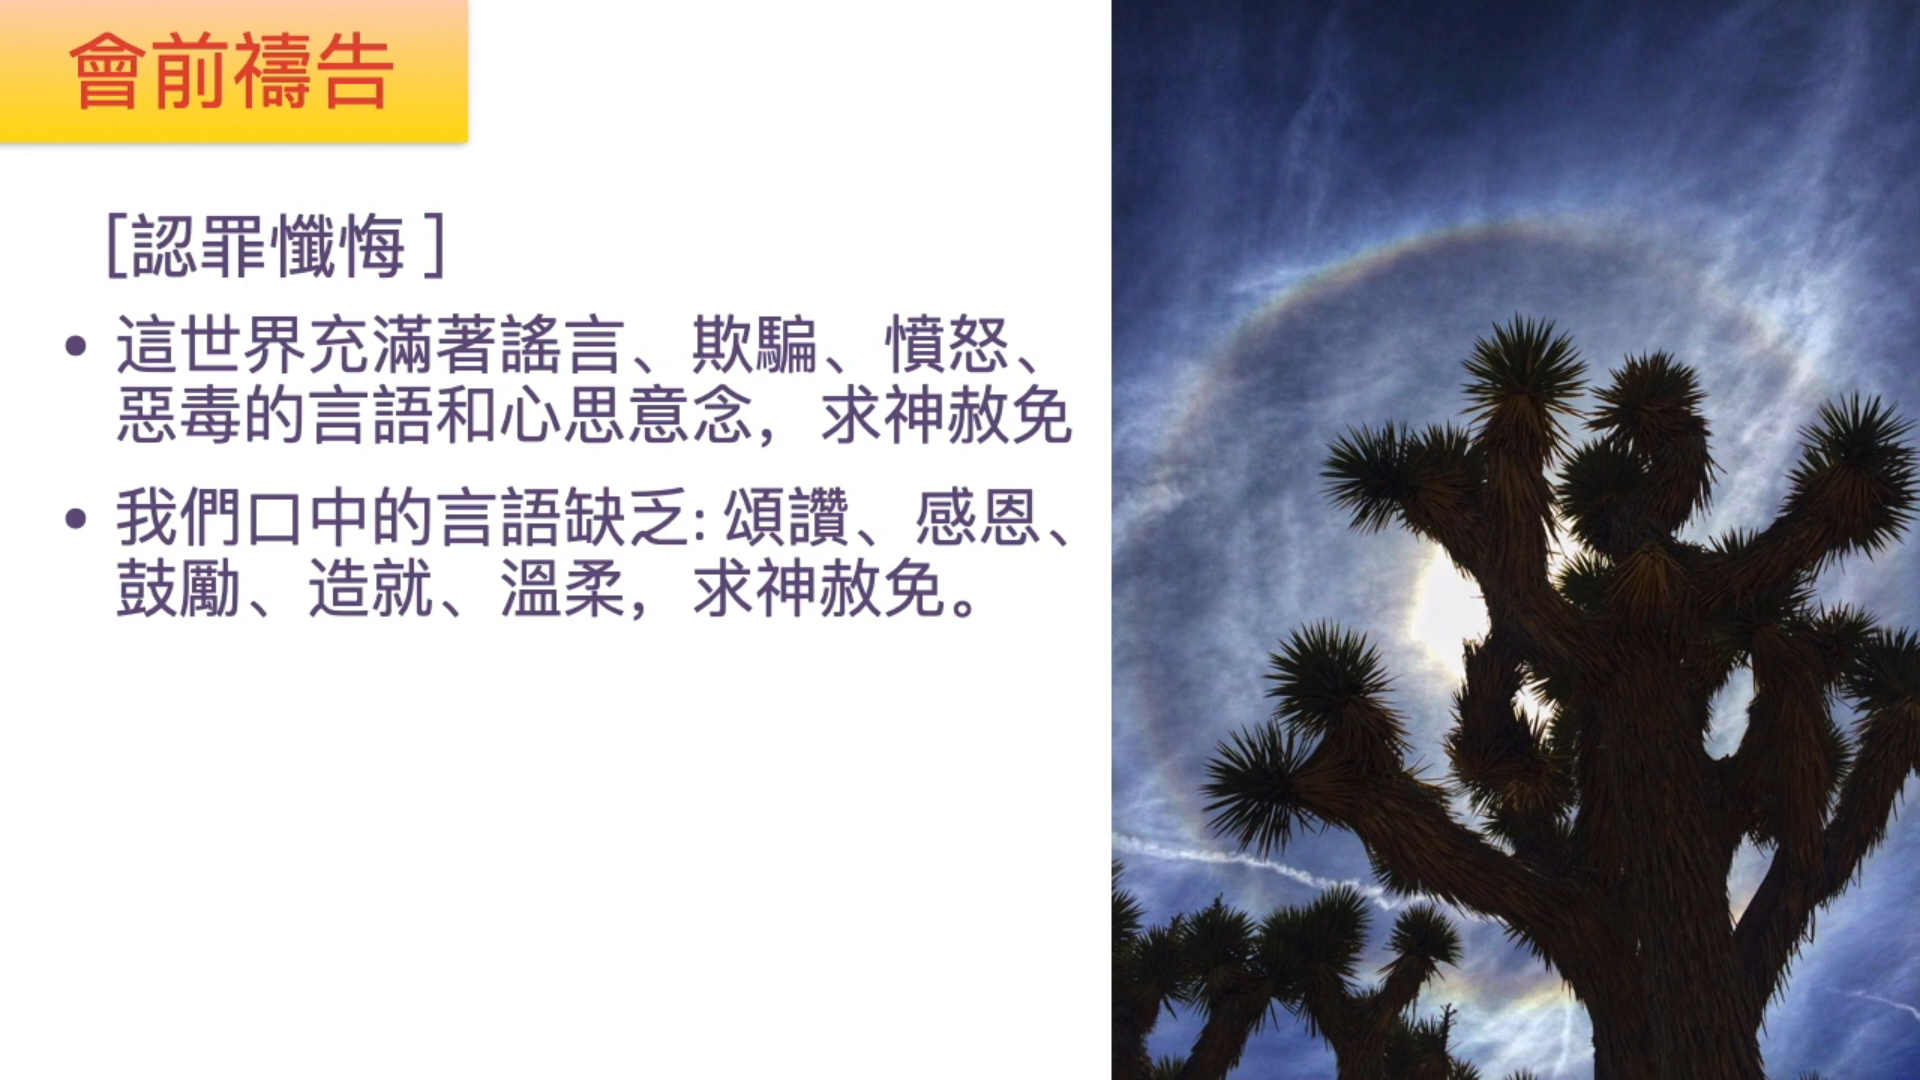 會前禱告
[認罪懺悔 ]
• 這世界充滿著謠言、欺騙、憤怒、
惡毒的言語和心思意念，求神赦免
• 我們口中的言語缺乏: 頌讚、感恩、
鼓勵、造就、溫柔，求神赦免。